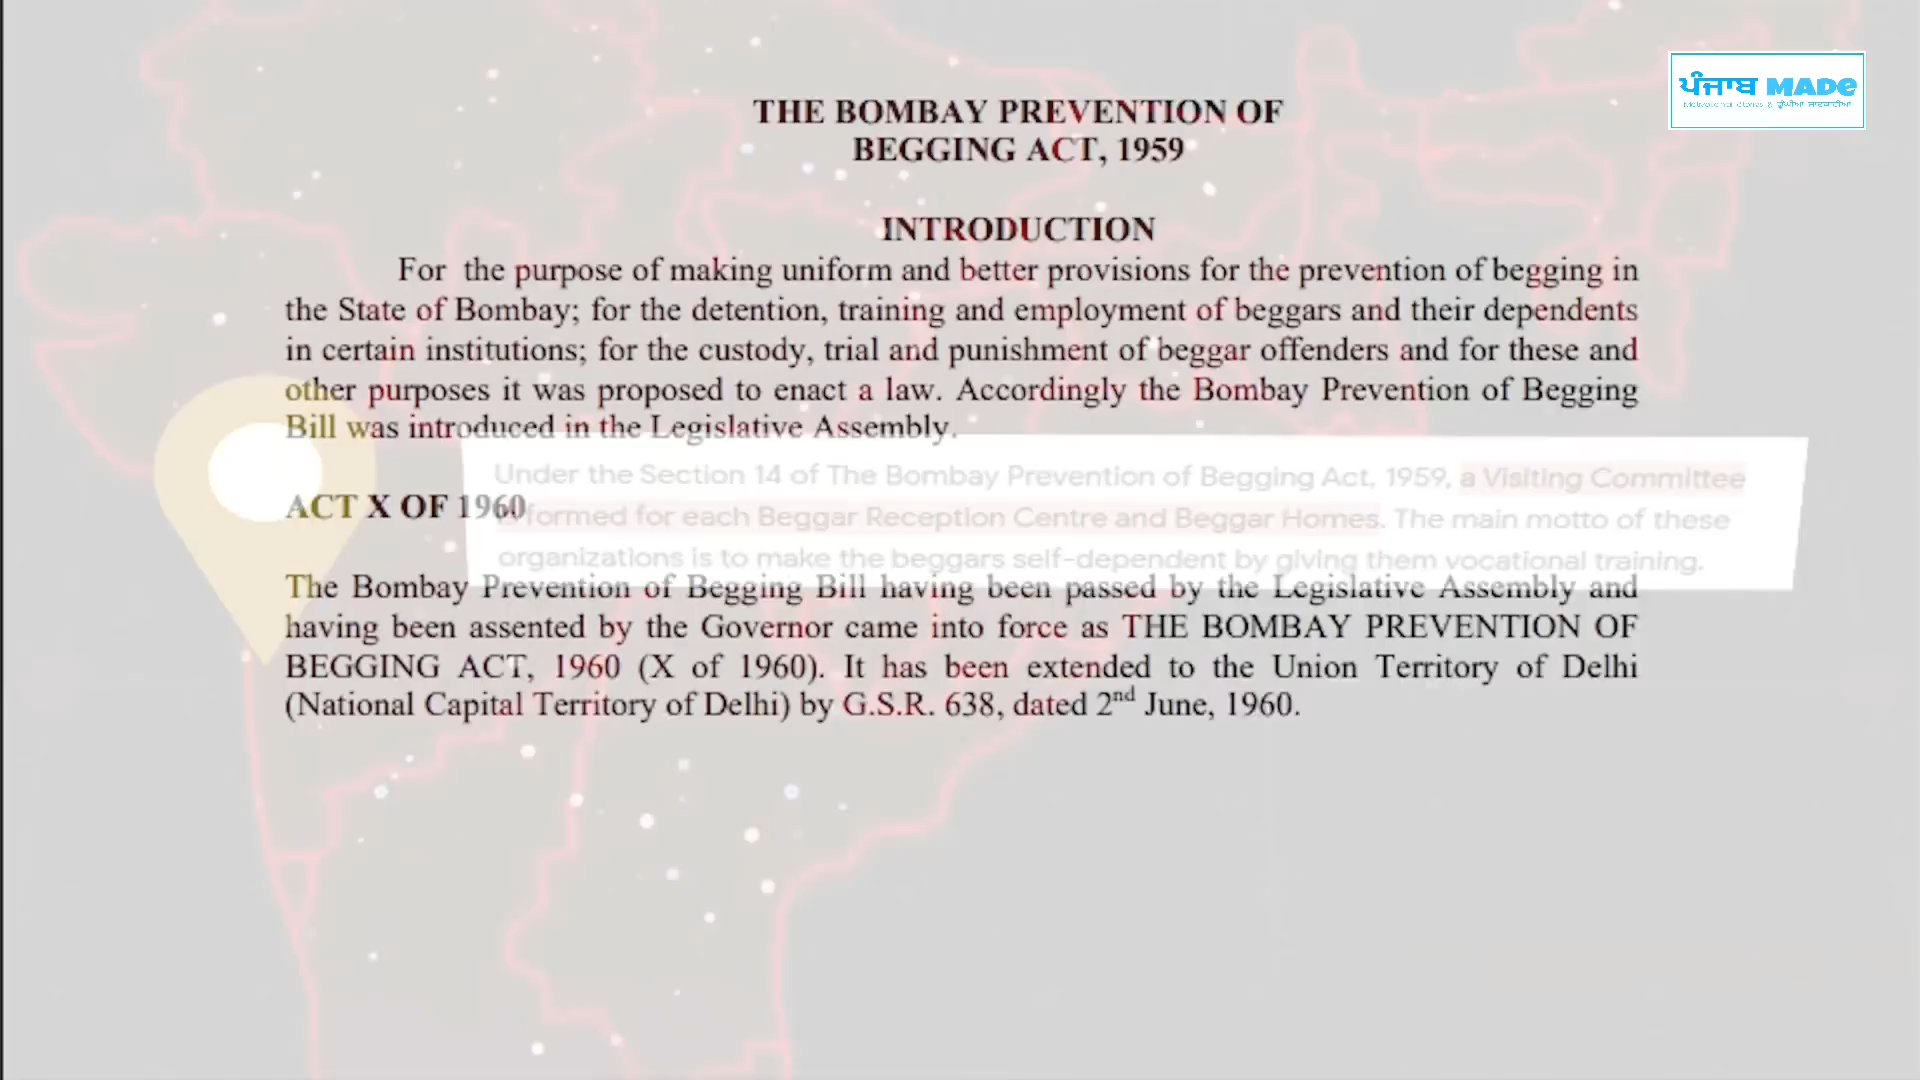 ਪੰਜਾਬ MADE
Motivational Stories & ਦੁੱਨੀਆ ਜਾਣਕਾਰੀਆਂ
THE BOMBAY PREVENTION OF
BEGGING ACT, 1959
INTRODUCTION
For the purpose of making uniform and better provisions for the prevention of begging in
the State of Bombay; for the detention, training and employment of beggars and their dependents
in certain institutions; for the custody, trial and punishment of beggar offenders and for these and
other purposes it was proposed to enact a law. Accordingly the Bombay Prevention of Begging
Bill was introduced in the Legislative Assembly.
Under the Section 14 of The Bombay Prevention of Begging Act, 1959, a Visiting Committee
is formed for each Beggar Reception Centre and Beggar Homes. The main motto of these
organizations is to make the beggars self-dependent by giving them vocational training.
ACT X OF 1960
The Bombay Prevention of Begging Bill having been passed by the Legislative Assembly and
having been assented by the Governor came into force as THE BOMBAY PREVENTION OF
BEGGING ACT, 1960 (X of 1960). It has been extended to the Union Territory of Delhi
(National Capital Territory of Delhi) by G.S.R. 638, dated 2nd June, 1960.